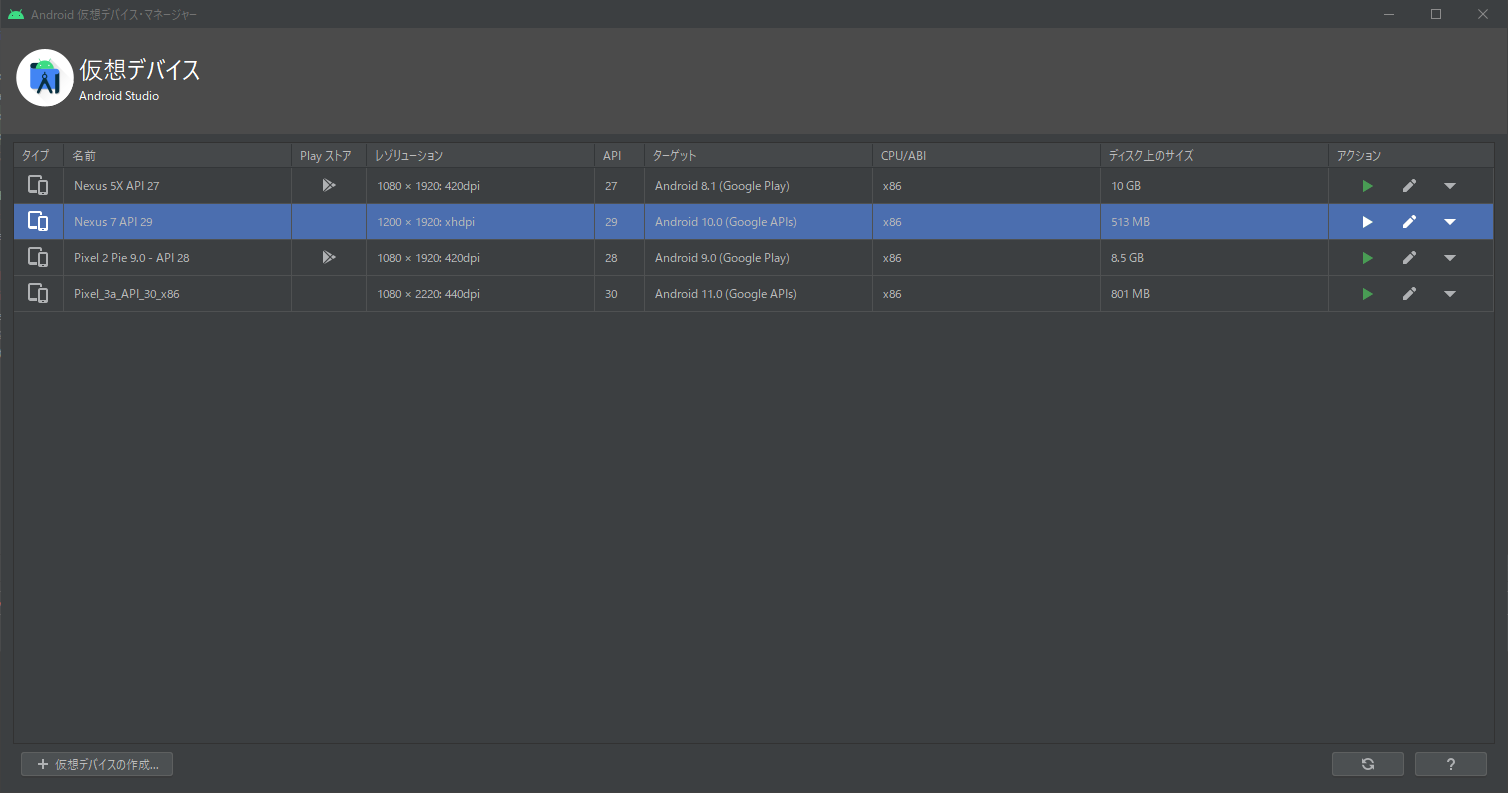 Android 仮想デバイス・マネージャー
仮想デバイス
Android Studio
タイプ 名前 Play ストア レゾリューション API ターゲット CPU/ABI ディスク上のサイズ アクション
Nexus 5X API 27 1080 × 1920: 420dpi 27 Android 8.1 (Google Play) x86 10 GB
Nexus 7 API 29 1200 × 1920: xhdpi 29 Android 10.0 (Google APIs) x86 513 MB
Pixel 2 Pie 9.0 - API 28 1080 × 1920: 420dpi 28 Android 9.0 (Google Play) x86 8.5 GB
Pixel_3a_API_30_x86 1080 × 2220: 440dpi 30 Android 11.0 (Google APIs) x86 801 MB
+ 仮想デバイスの作成... ?